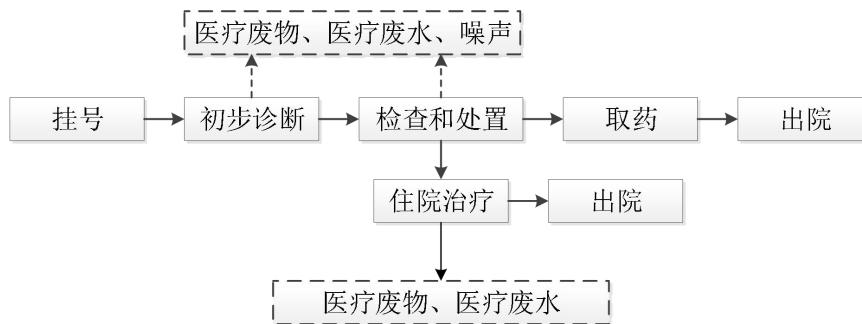 医疗废物、医疗废水、噪声
挂号
初步诊断
检查和处置
取药
出院
住院治疗
出院
医疗废物、医疗废水